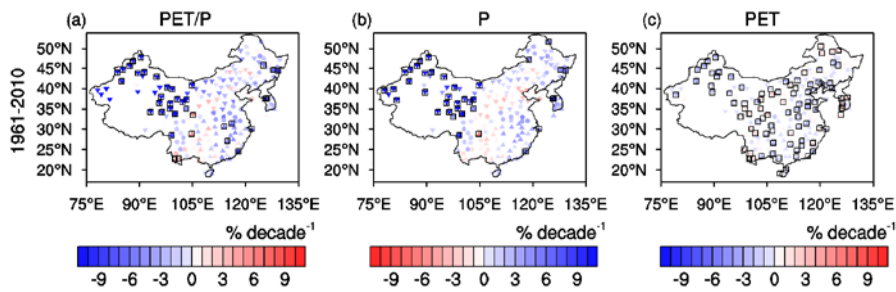 (a) PET/P (b) P (c) PET
50°N 50°N 50°N
45°N 45°N 45°N
40°N 40°N 40°N
35°N 35°N 35°N
30°N 30°N 30°N
25°N 25°N 25°N
20°N 20°N 20°N
1961-2010
75°E 90°E 105°E 120°E 135°E 75°E 90°E 105°E 120°E 135°E 75°E 90°E 105°E 120°E 135°E
% decade⁻¹ % decade⁻¹ % decade⁻¹
-9 -6 -3 0 3 6 9 -9 -6 -3 0 3 6 9 -9 -6 -3 0 3 6 9